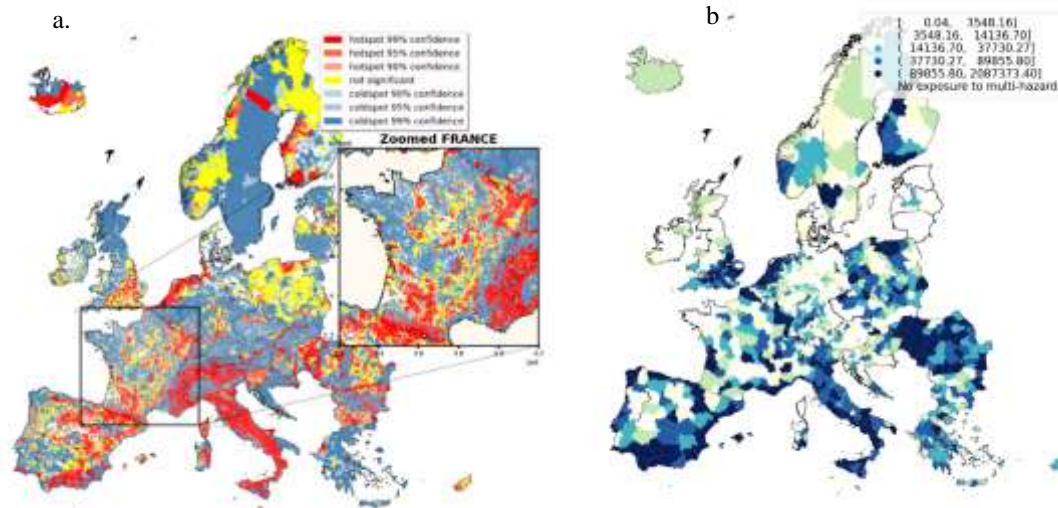 a.
hotspot 99% confidence
hotspot 95% confidence
hotspot 90% confidence
not significant
coldspot 90% confidence
coldspot 95% confidence
coldspot 99% confidence
Zoomed FRANCE
b
[ 0.04, 3548.16]
( 3548.16, 14136.70]
( 14136.70, 37730.27]
( 37730.27, 89855.80]
( 89855.80, 2087373.40]
No exposure to multi-hazard